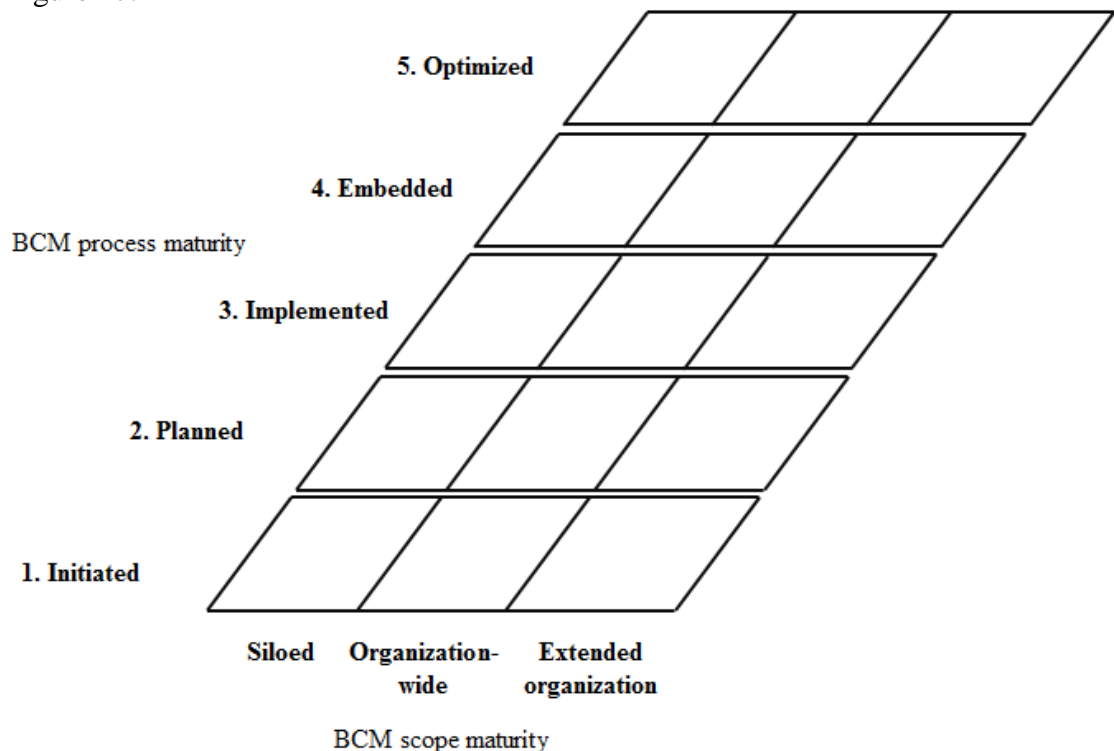 5. Optimized
4. Embedded
BCM process maturity
3. Implemented
2. Planned
1. Initiated
Siloed Organization- Extended
wide organization
BCM scope maturity